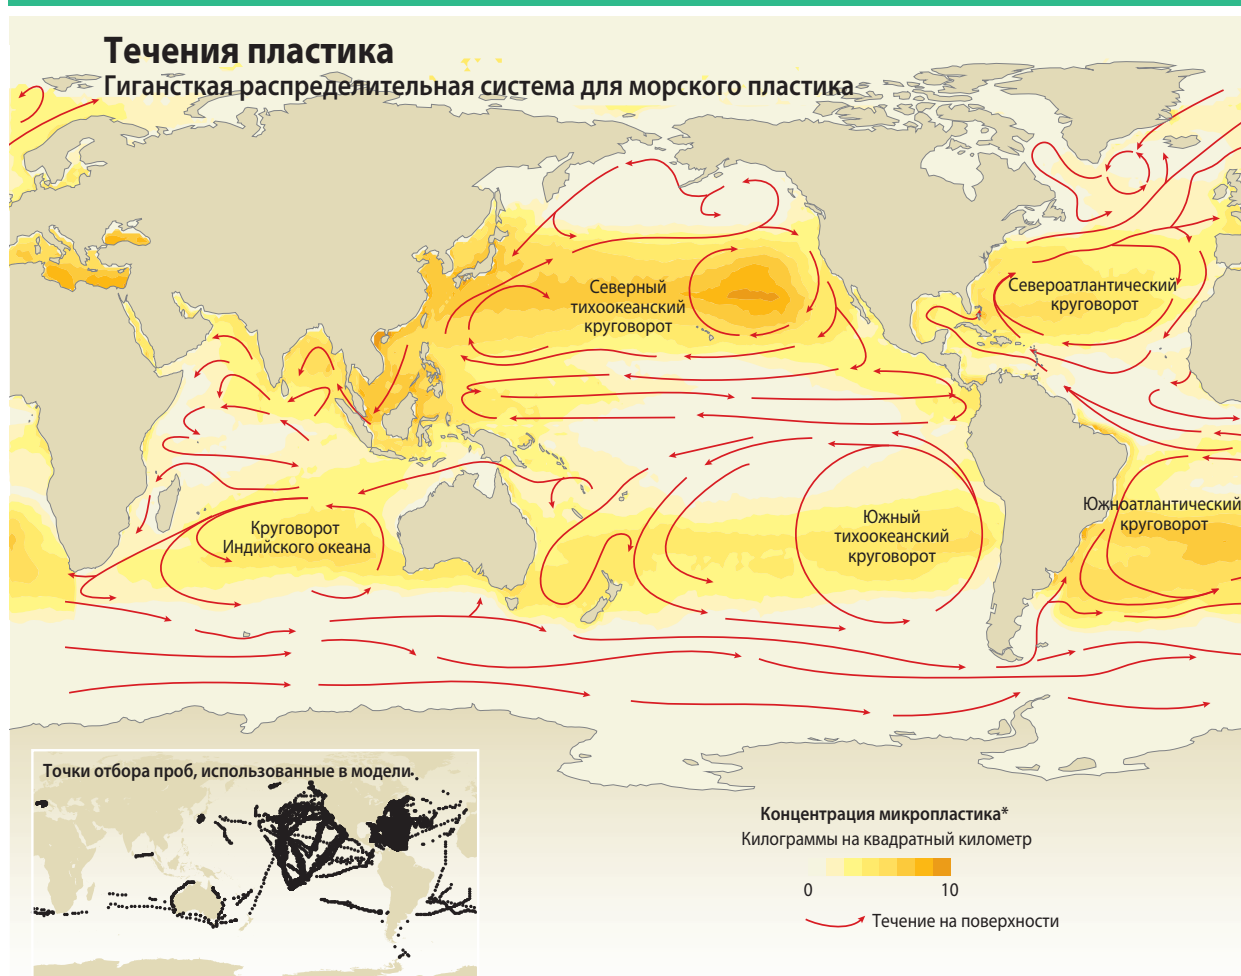 Течения пластика
Гигансткая распределительная система для морского пластика
Северный
тихоокеанский
круговорот
Североатлантический
круговорот
Круговорот
Индийского океана
Южный
тихоокеанский
круговорот
Южноатлантический
круговорот
Точки отбора проб, использованные в модели
Концентрация микропластика*
Килограммы на квадратный километр
0 10
Течение на поверхности